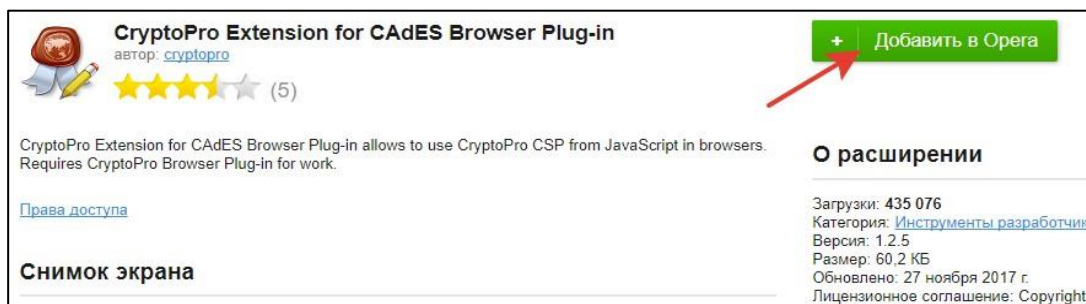 CryptoPro Extension for CAdES Browser Plug-in
автор: cryptopro
(5)
+ Добавить в Opera
CryptoPro Extension for CAdES Browser Plug-in allows to use CryptoPro CSP from JavaScript in browsers.
Requires CryptoPro Browser Plug-in for work.
Права доступа
Снимок экрана
О расширении
Загрузки: 435 076
Категория: Инструменты разработчик
Версия: 1.2.5
Размер: 60,2 КБ
Обновлено: 27 ноября 2017 г.
Лицензионное соглашение: Copyright